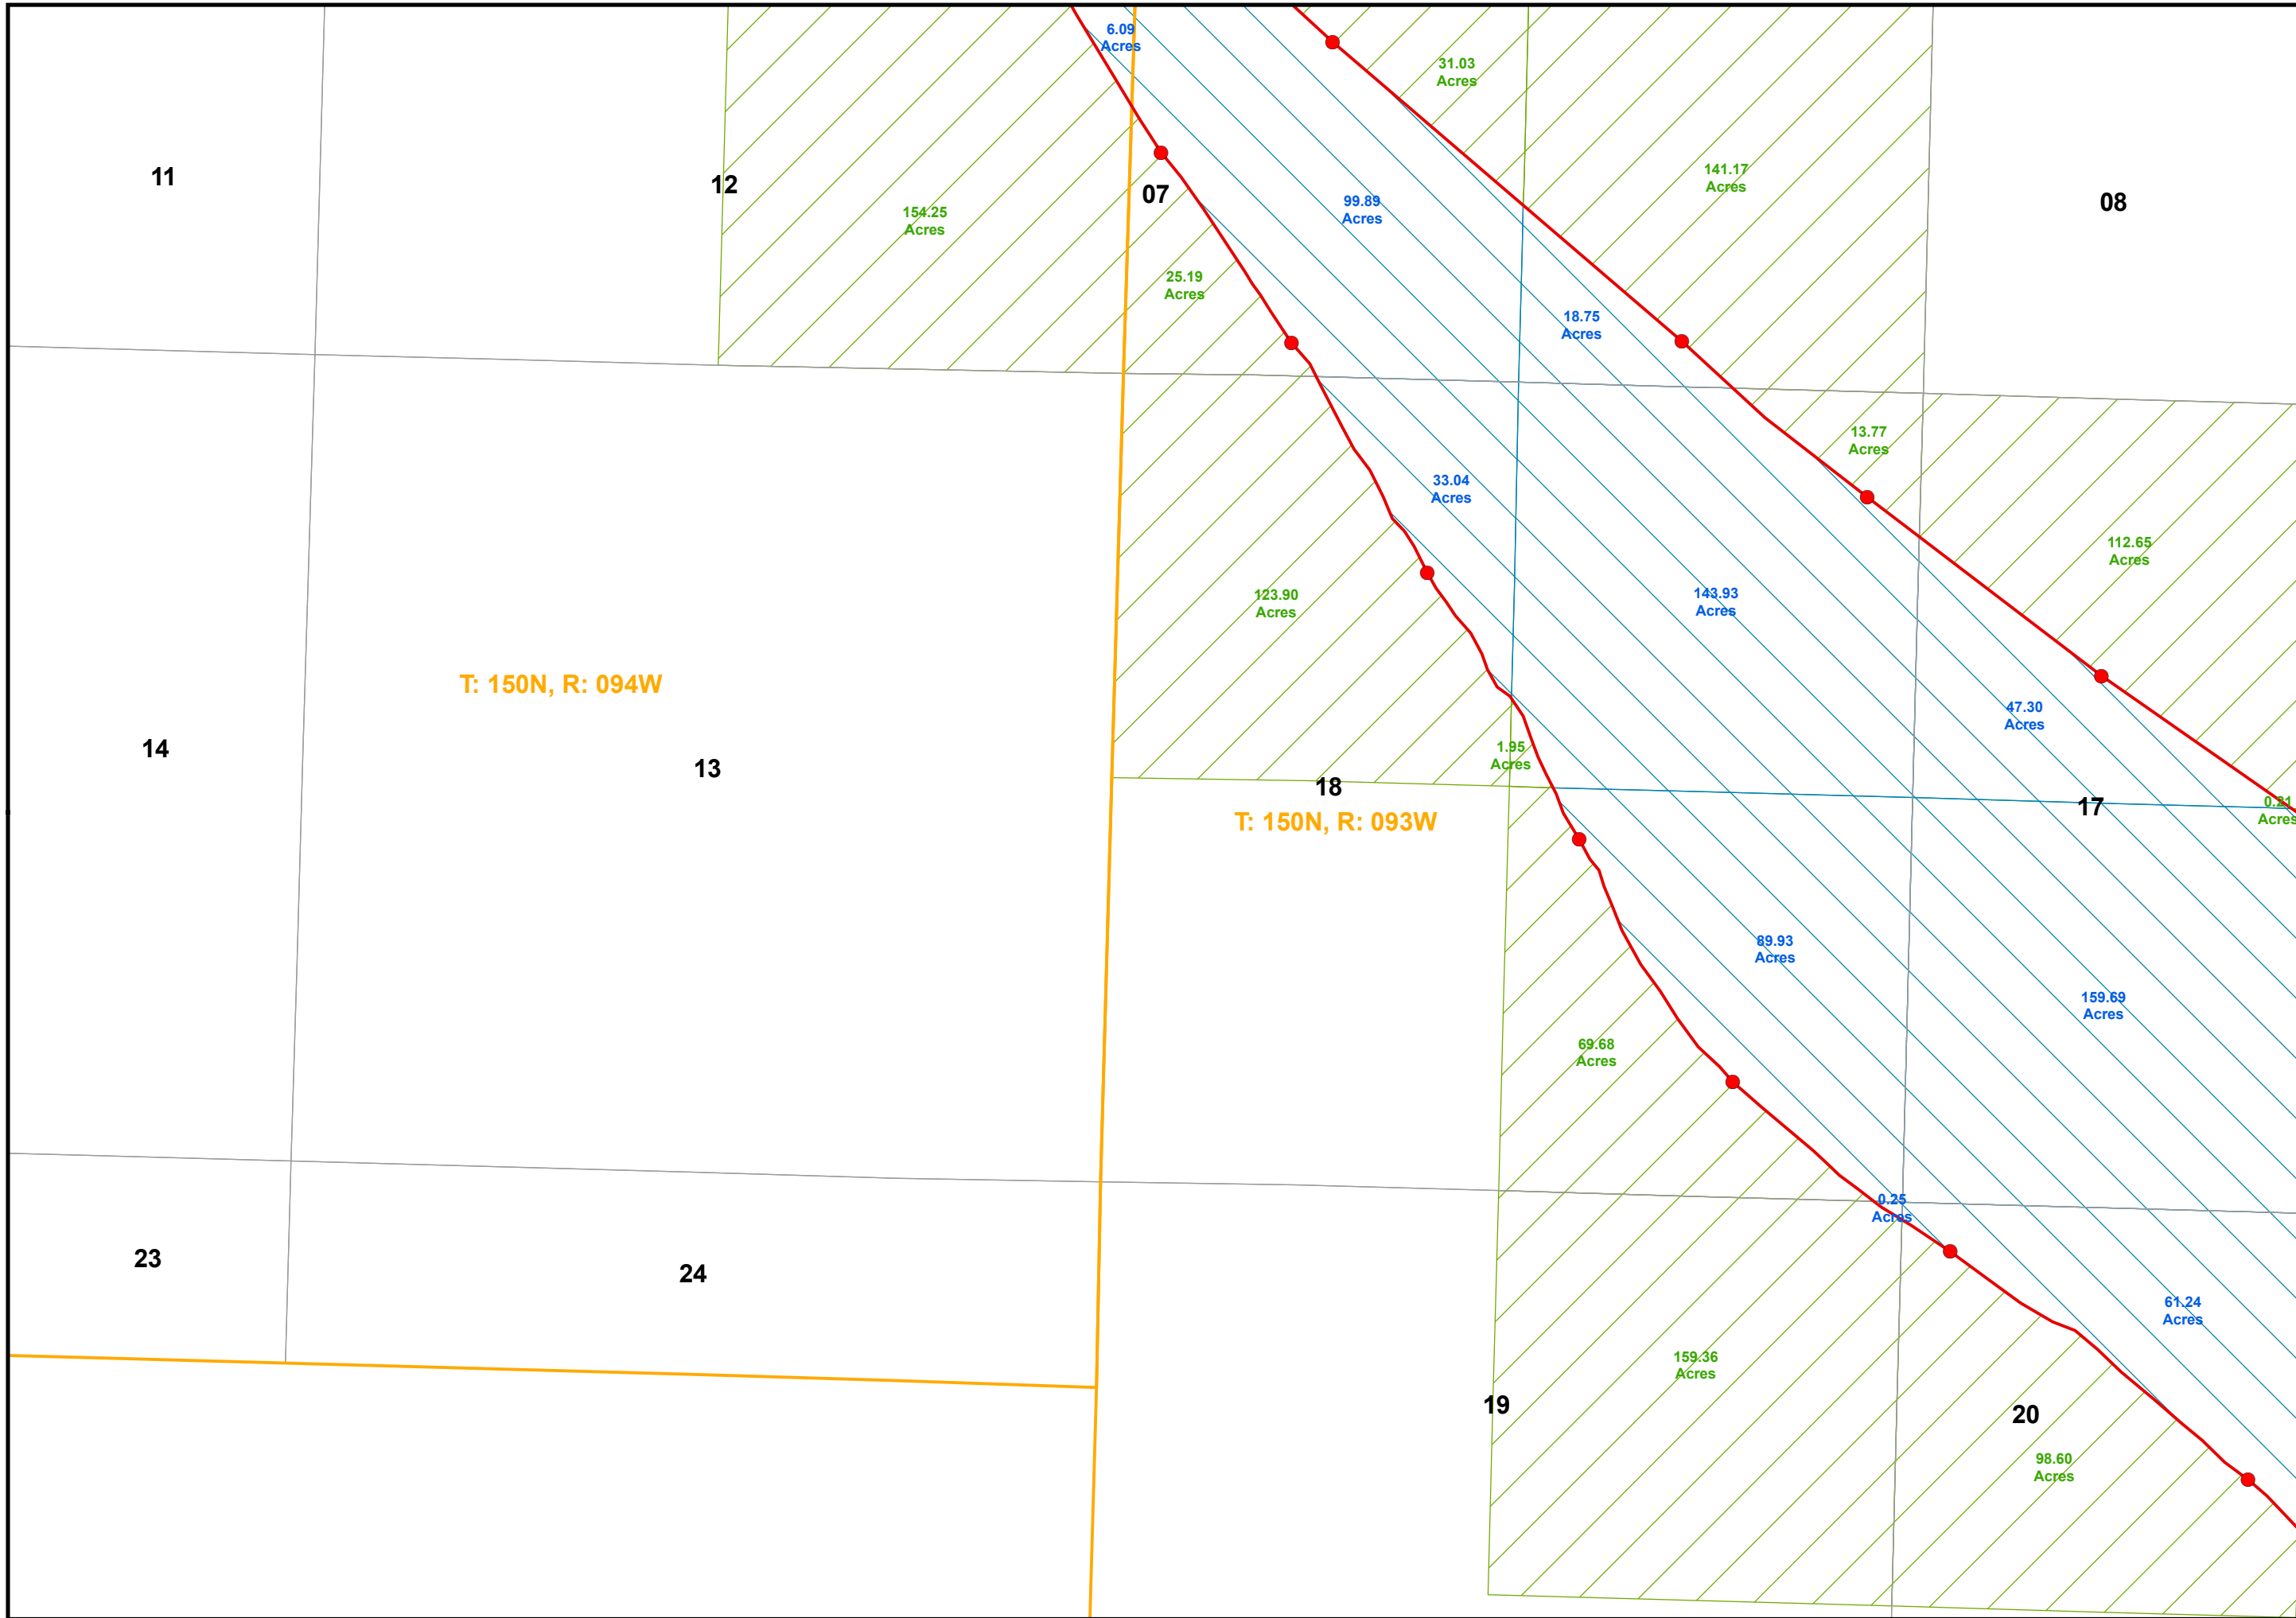 6.09
Acres
31.03
Acres
11
12
141.17
Acres
07
99.89
Acres
08
154.25
Acres
25.19
Acres
18.75
Acres
13.77
Acres
33.04
Acres
112.65
Acres
123.90
Acres
143.93
Acres
T: 150N, R: 094W
47.30
Acres
14
13
1.95
Acres
18
17
0.21
Acres
T: 150N, R: 093W
89.93
Acres
159.69
Acres
69.68
Acres
0.25
Acres
23
24
61.24
Acres
159.36
Acres
19
20
98.60
Acres